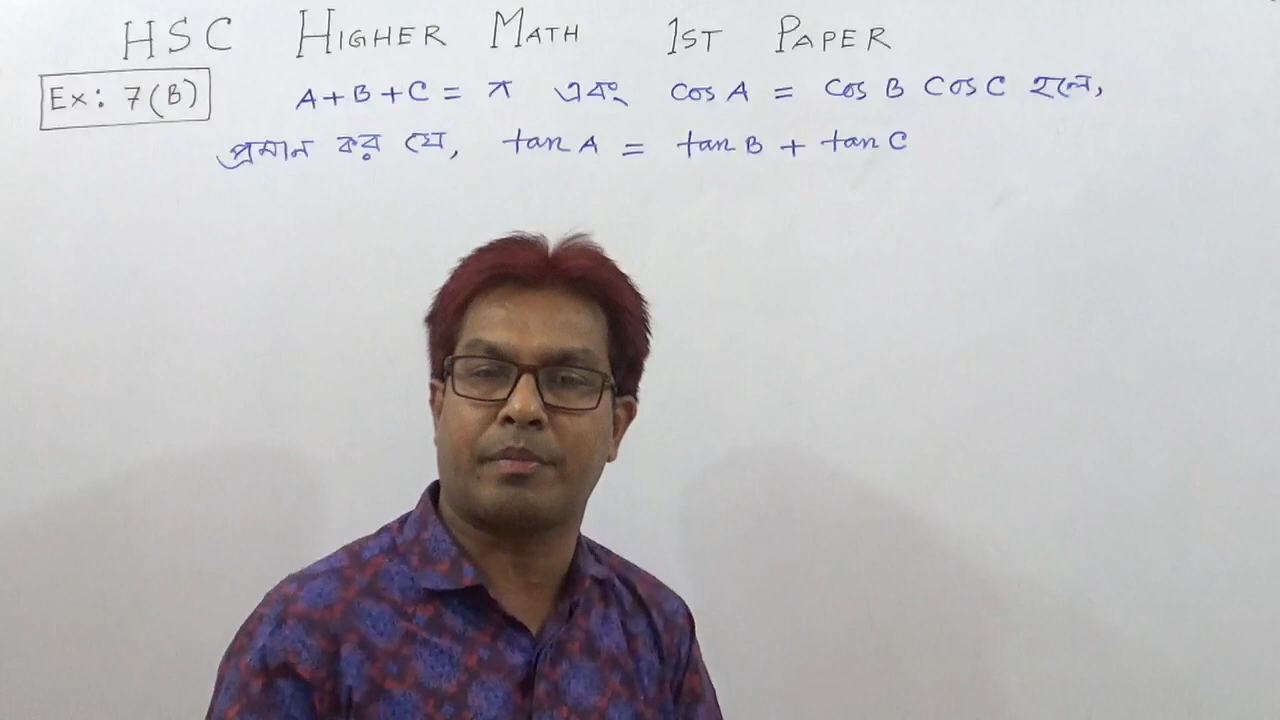 HSC HIGHER MATH 1ST PAPER
Ex: 7(B) A+B+C = π এবং cos A = cos B cos C হলে,
প্রমান কর যে, tan A = tan B + tan C